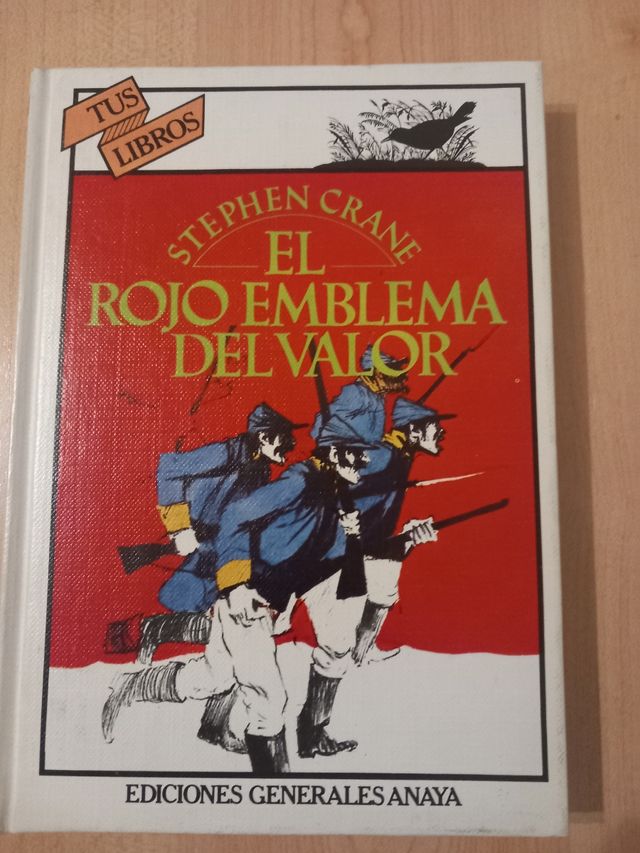 TUS
LIBROS
STEPHEN CRANE
EL
ROJO EMBLEMA
DEL VALOR
EDICIONES GENERALES ANAYA